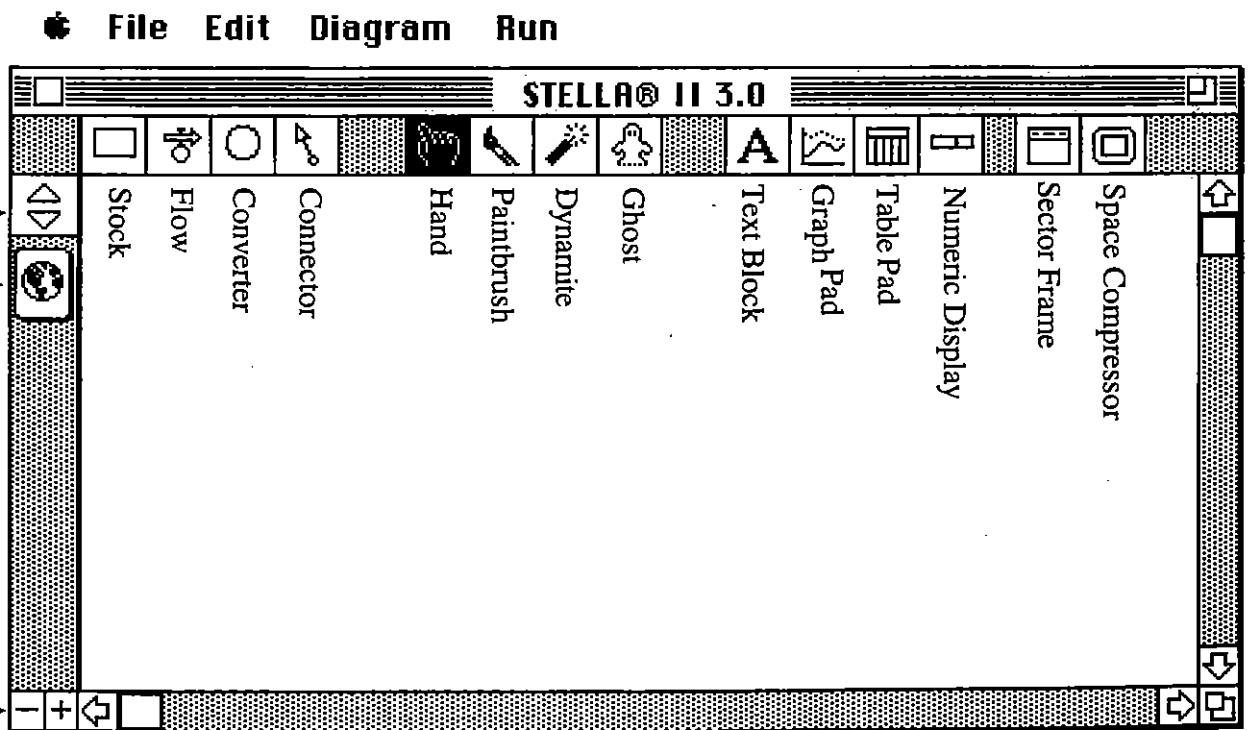 File Edit Diagram Run
STELLA® II 3.0
A
Stock
Flow
Converter
Connector
Hand
Paintbrush
Dynamite
Ghost
Text Block
Graph Pad
Table Pad
Numeric Display
Sector Frame
Space Compressor
- +